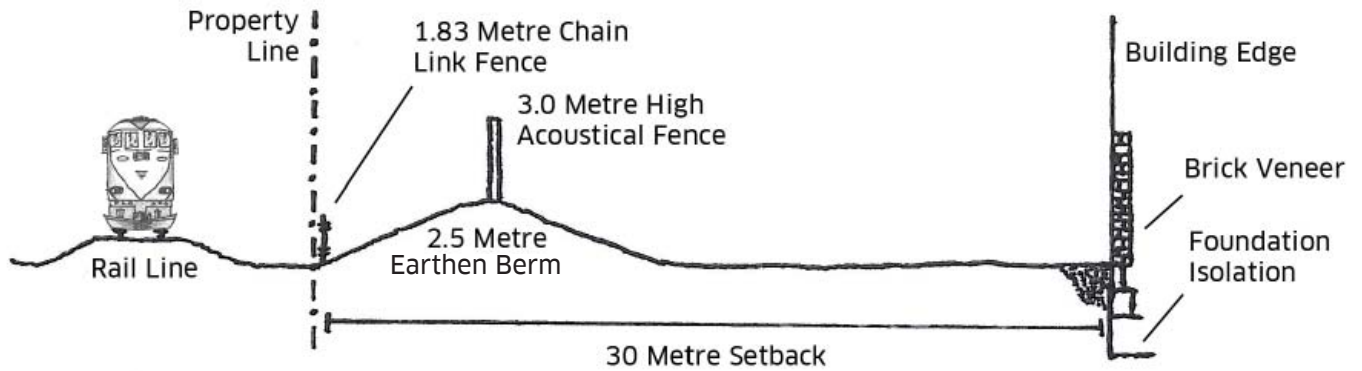 Property
Line
1.83 Metre Chain
Link Fence
Building Edge
3.0 Metre High
Acoustical Fence
Brick Veneer
2.5 Metre
Earthen Berm
Foundation
Isolation
Rail Line
30 Metre Setback